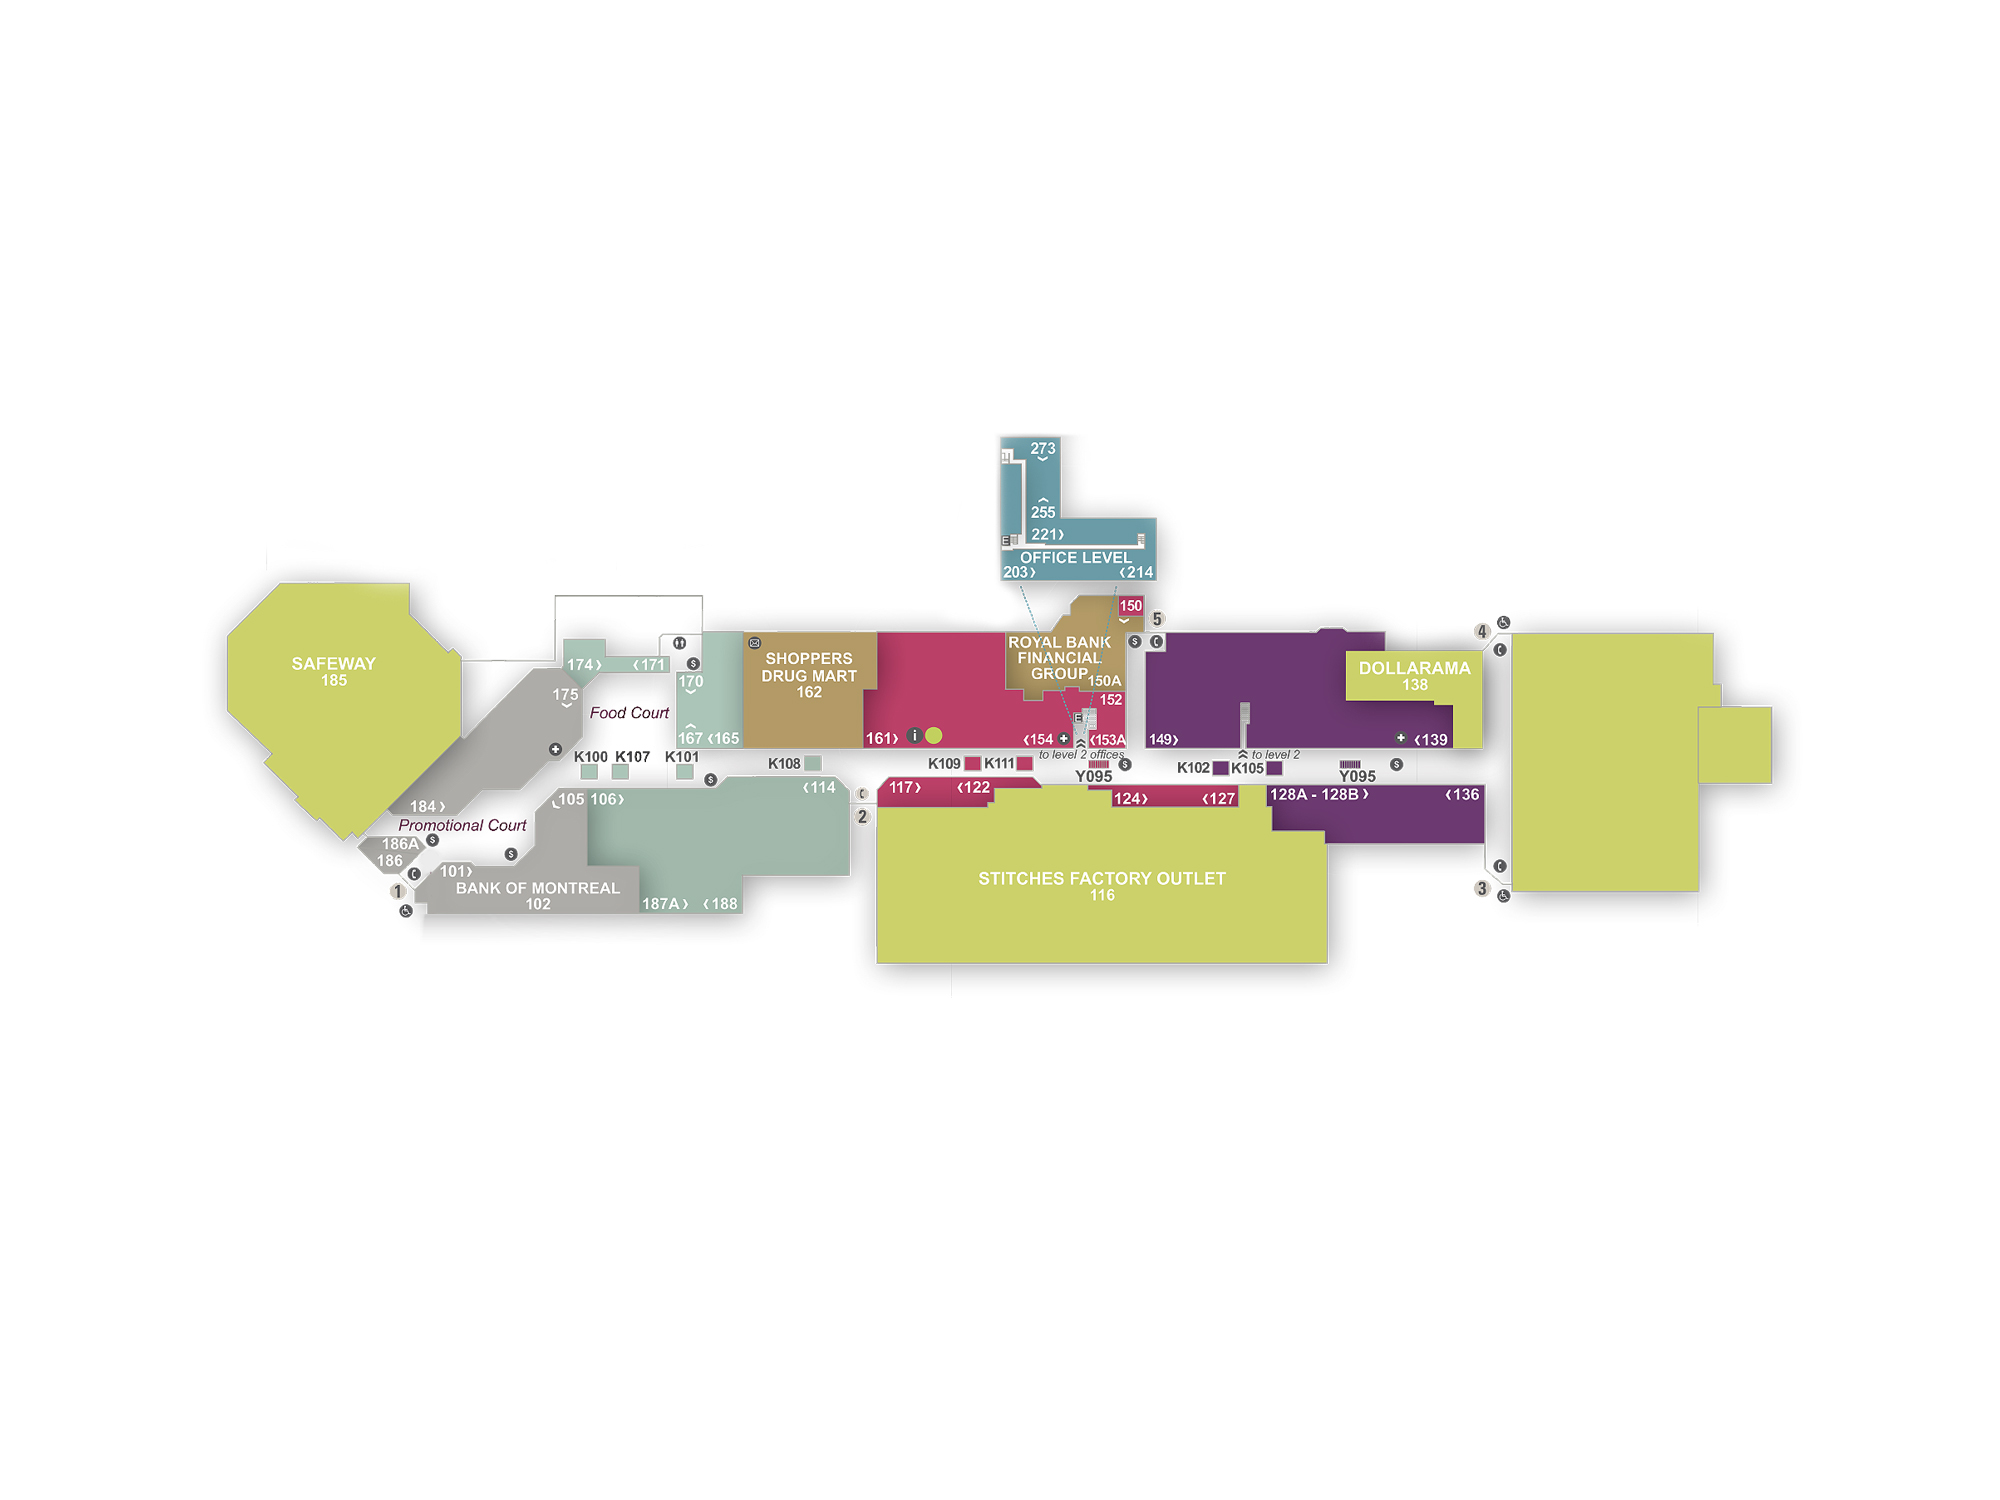 273
255
221
OFFICE LEVEL
203
214
150
5
4
ROYAL BANK
FINANCIAL
GROUP
150A
152
SAFEWAY
185
174
171
S
170
175
Food Court
SHOPPERS
DRUG MART
162
DOLLARAMA
138
S
167
165
161
i
154
E
153A
149
139
to level 2 offices
to level 2
K100
K107
K101
K108
K109
K111
Y095
S
K102
K105
Y095
S
S
184
105
106
114
117
122
124
127
128A - 128B
136
2
Promotional Court
186A
186
S
S
101
1
BANK OF MONTREAL
102
187A
188
STITCHES FACTORY OUTLET
116
3